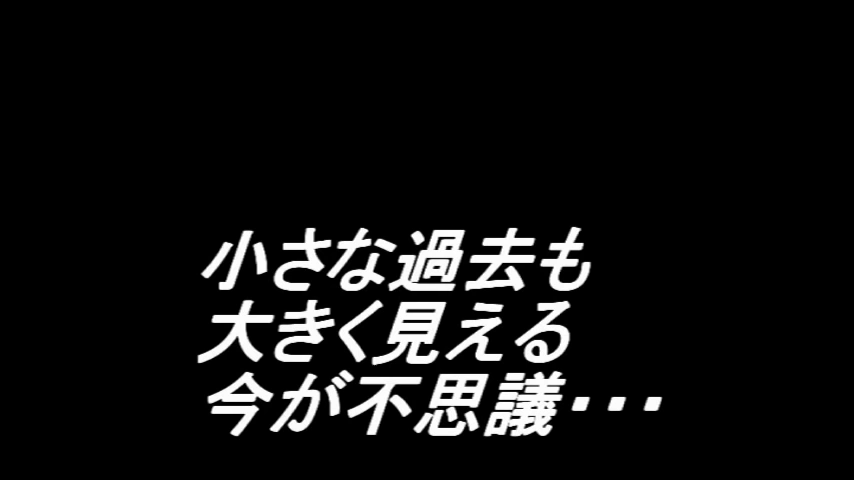 小さな過去も
大きく見える
今が不思議・・・